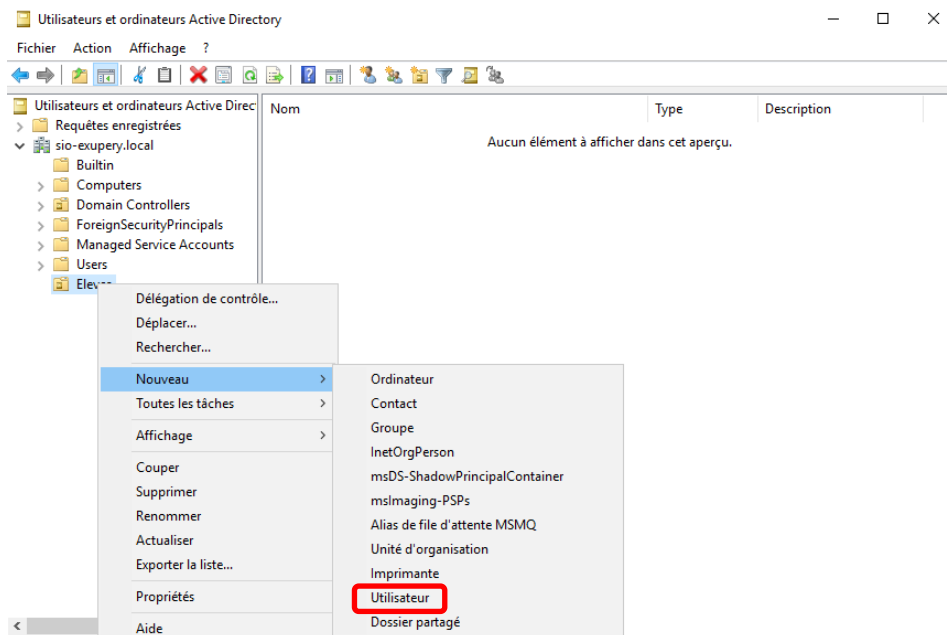 Utilisateurs et ordinateurs Active Directory
Fichier Action Affichage ?
Utilisateurs et ordinateurs Active Direc
Requêtes enregistrées
sio-exupery.local
Builtin
Computers
Domain Controllers
ForeignSecurityPrincipals
Managed Service Accounts
Users
Nom Type Description
Aucun élément à afficher dans cet aperçu.
Délégation de contrôle...
Déplacer...
Rechercher...
Nouveau
Toutes les tâches
Affichage
Couper
Supprimer
Renommer
Actualiser
Exporter la liste...
Propriétés
Aide
Ordinateur
Contact
Groupe
InetOrgPerson
msDS-ShadowPrincipalContainer
msImaging-PSPs
Alias de file d'attente MSMQ
Unité d'organisation
Imprimante
Utilisateur
Dossier partagé